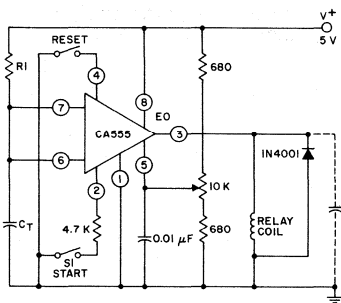 V+
5 V
RESET
R1
680
4
7
8
EO
CA555
3
1N4001
6
5
2
1
10 K
4.7 K
RELAY
COIL
CT
0.01 µF
680
S1
START